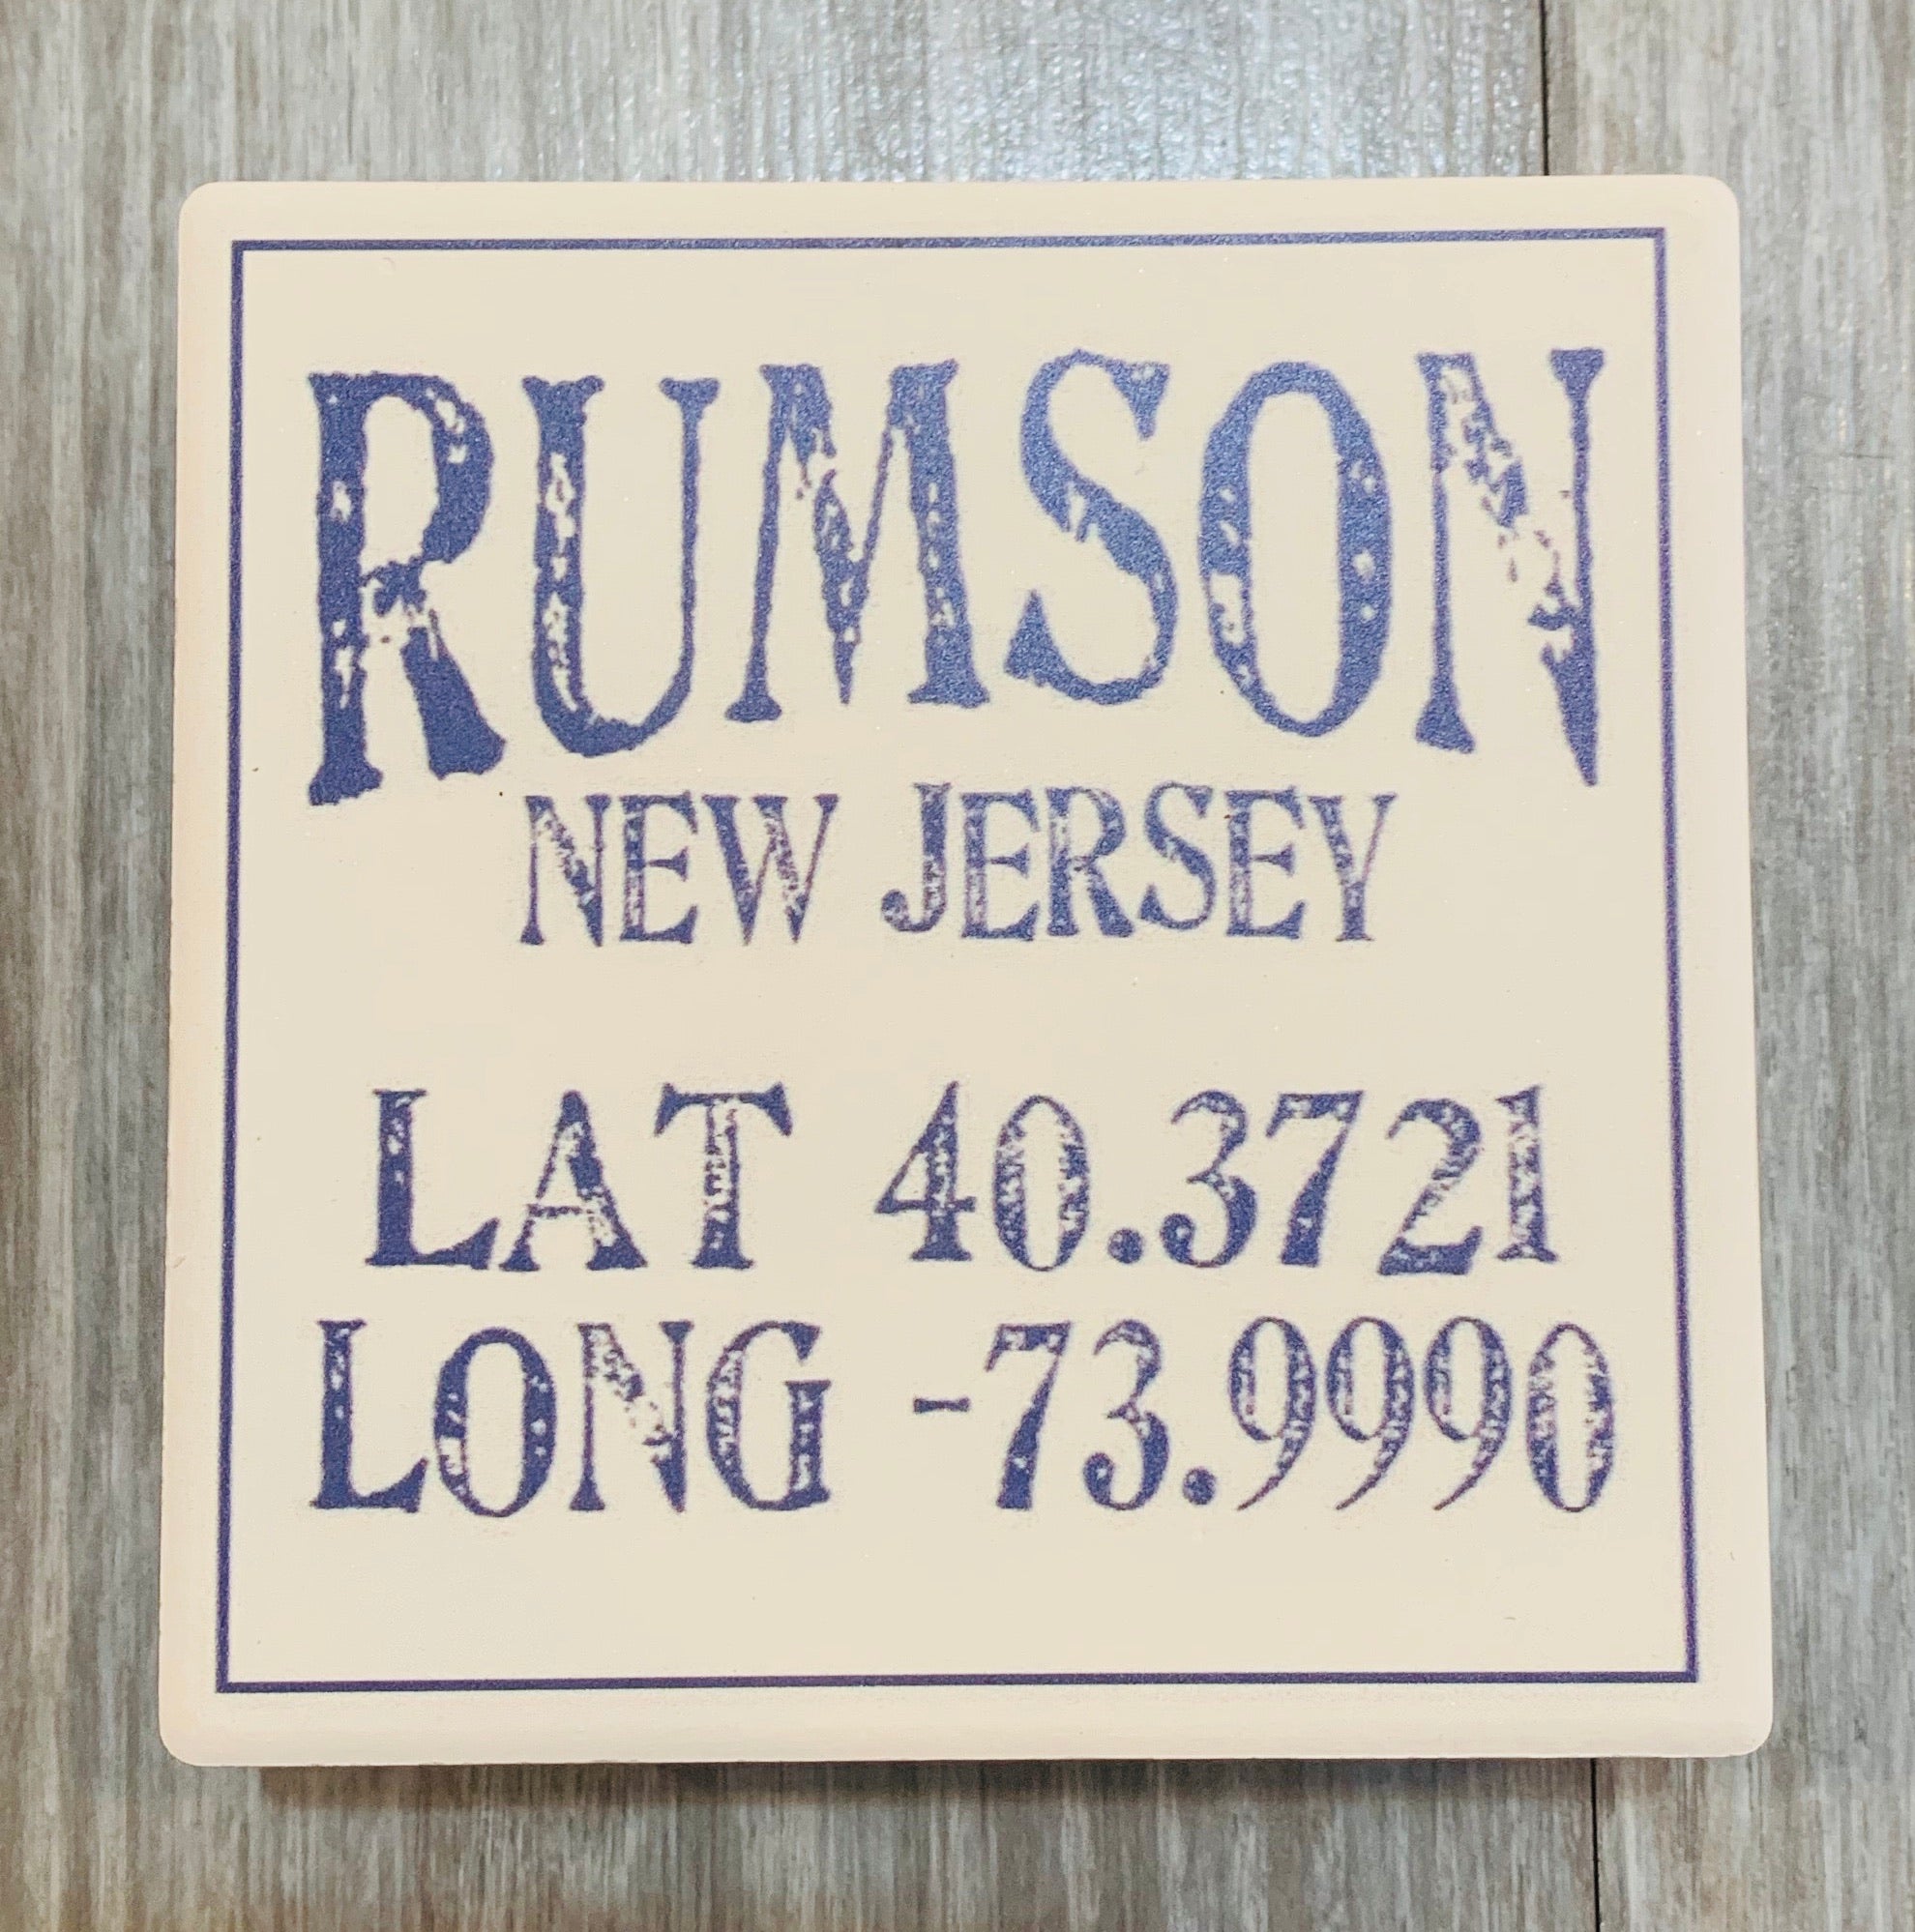 RUMSON
NEW JERSEY
LAT 40.3721
LONG -73.9990